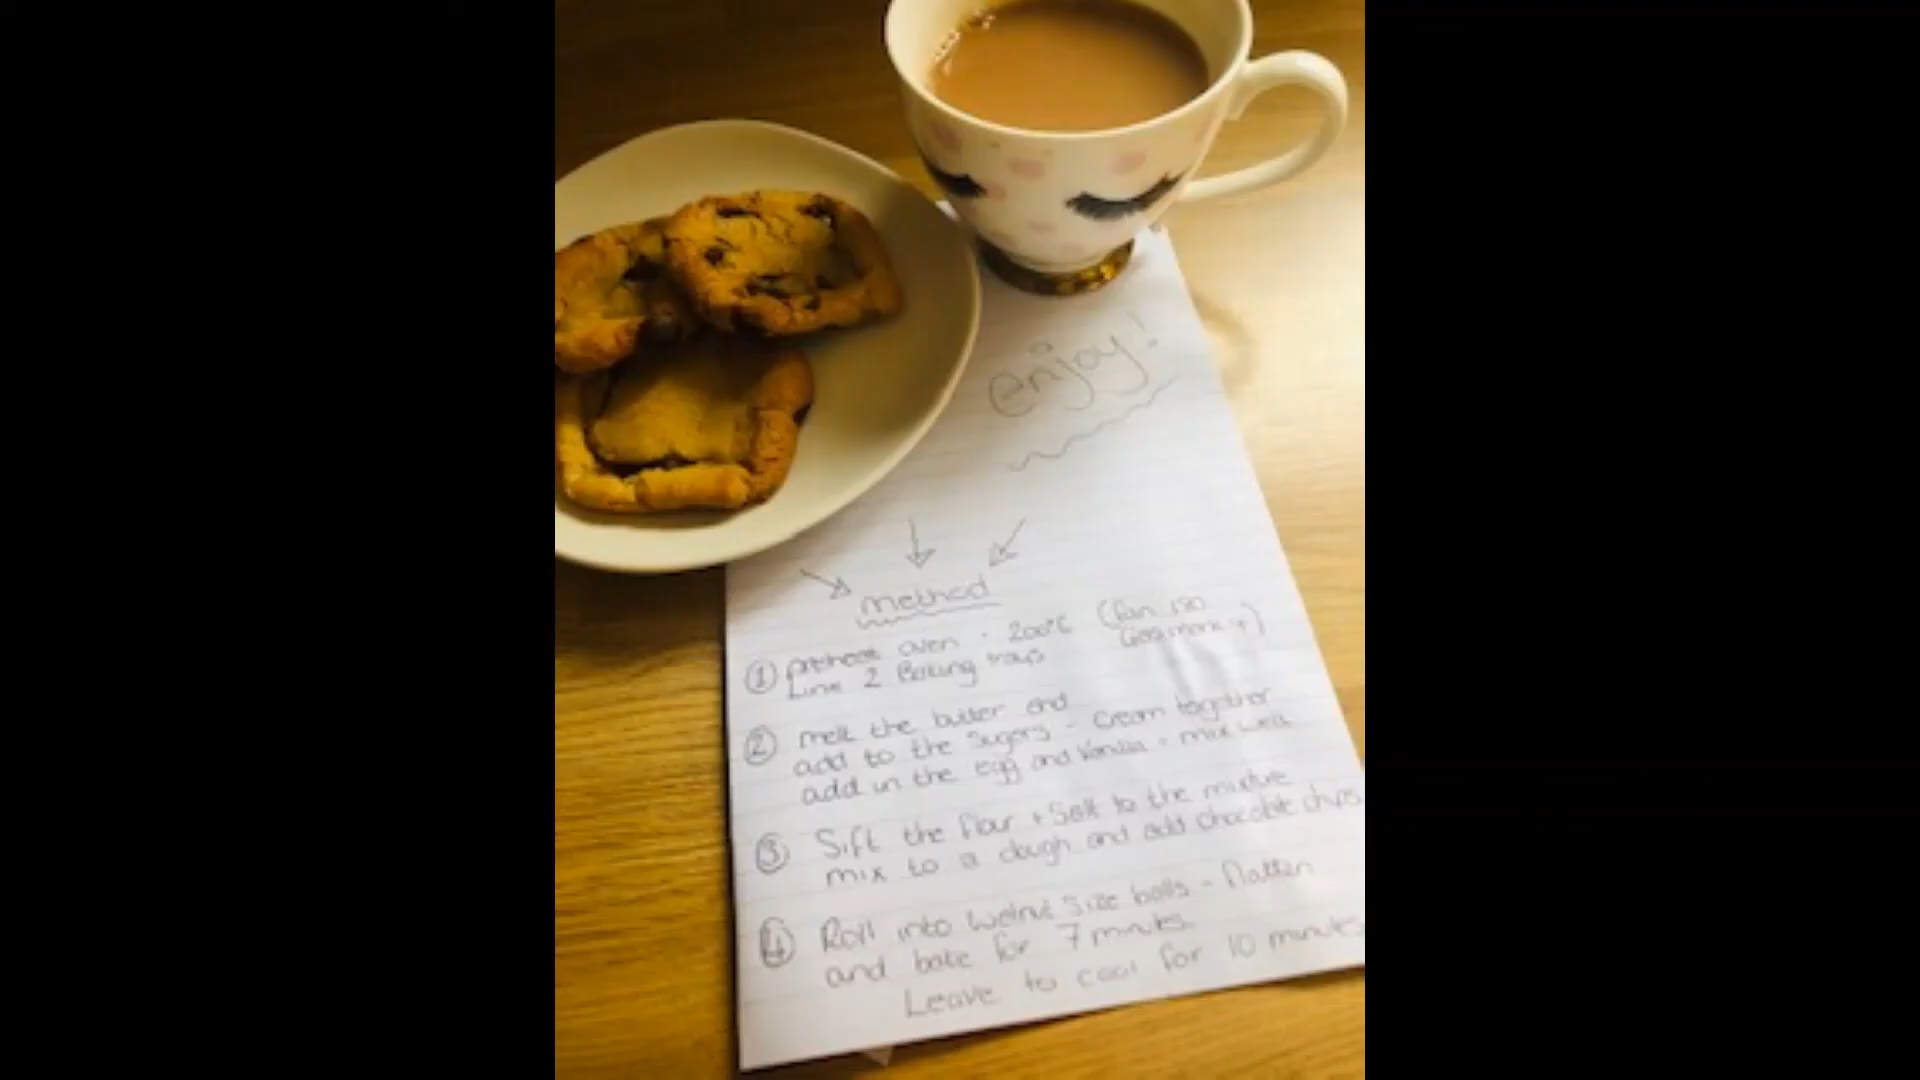 enjoy!
method
① preheat oven - 200°C (fan 180
Gas mark 4)
Line 2 Baking trays
② melt the butter and
add to the sugars - cream together
add in the egg and vanilla - mix well
③ Sift the flour + Salt to the mixture
mix to a dough and add chocolate chips
④ Roll into walnut size balls - flatten
and bake for 7 minutes.
Leave to cool for 10 minutes